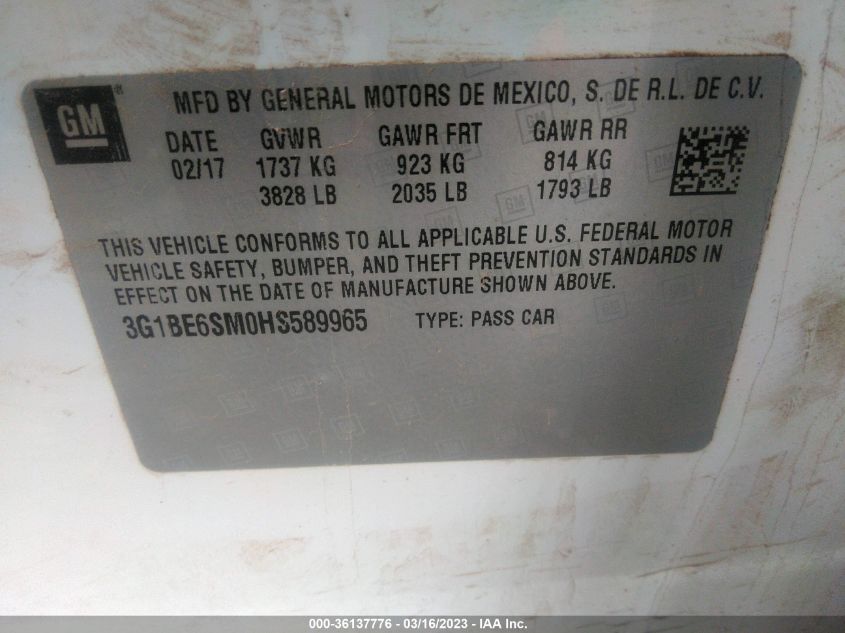 GM ®
MFD BY GENERAL MOTORS DE MEXICO, S. DE R.L. DE C.V.
DATE GVWR GAWR FRT GAWR RR
02/17 1737 KG 923 KG 814 KG
3828 LB 2035 LB 1793 LB
THIS VEHICLE CONFORMS TO ALL APPLICABLE U.S. FEDERAL MOTOR
VEHICLE SAFETY, BUMPER, AND THEFT PREVENTION STANDARDS IN
EFFECT ON THE DATE OF MANUFACTURE SHOWN ABOVE.
3G1BE6SM0HS589965 TYPE: PASS CAR
000-36137776 - 03/16/2023 - IAA Inc.